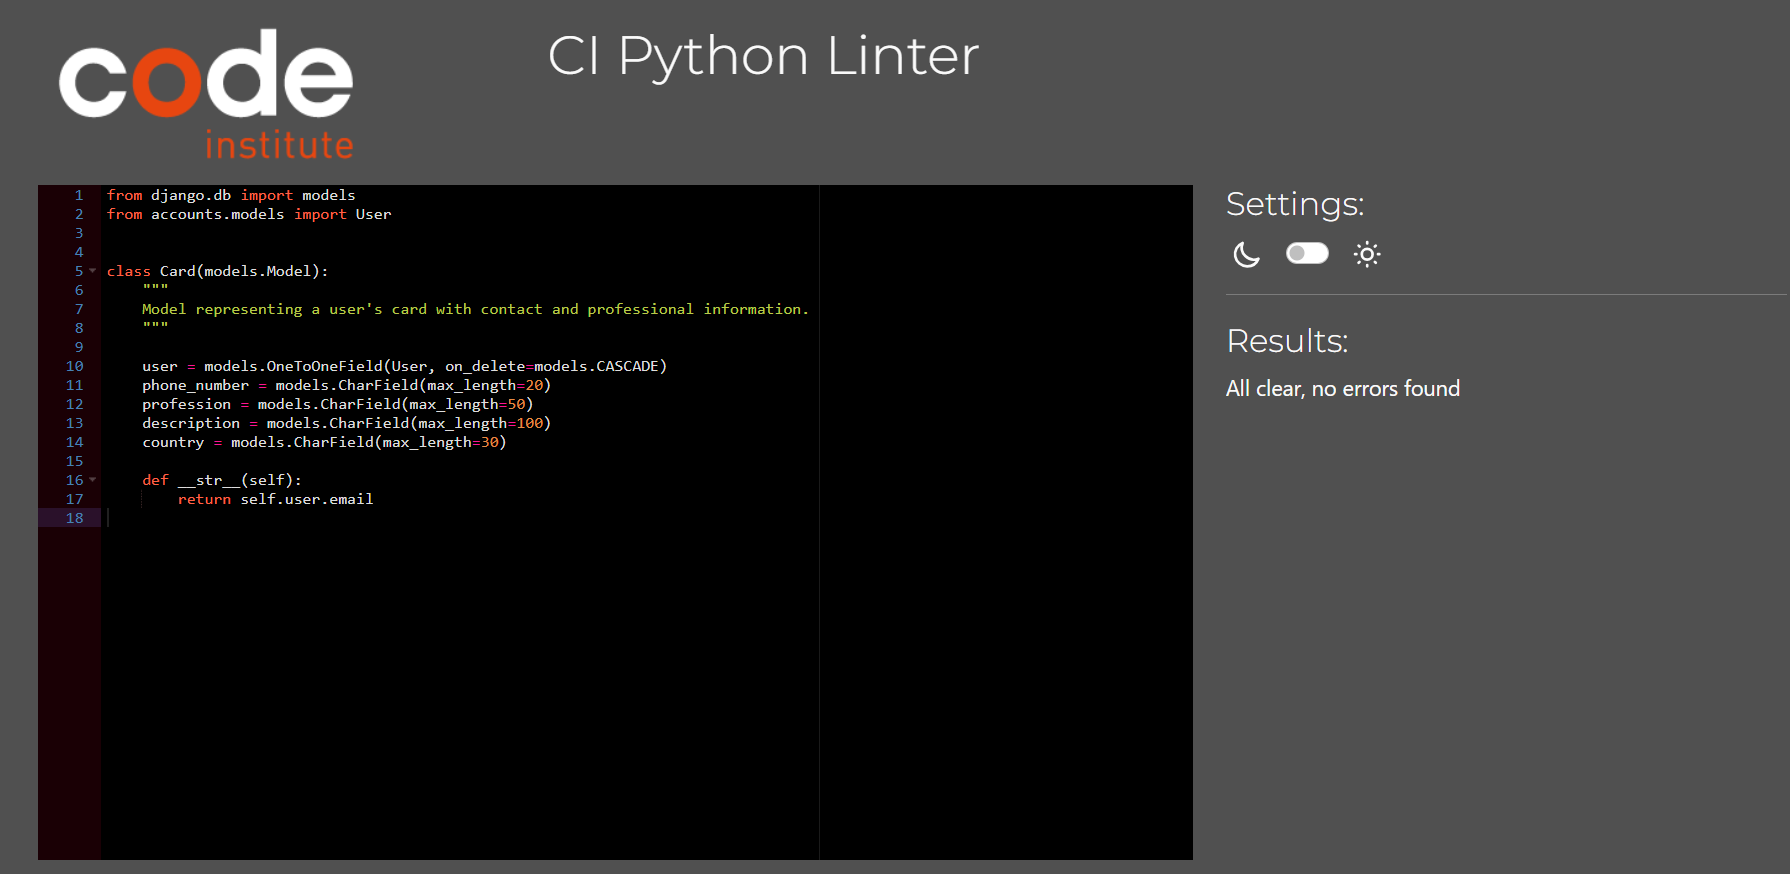 code
institute
CI Python Linter
1 from django.db import models
2 from accounts.models import User
3
4
5 class Card(models.Model):
6     """
7     Model representing a user's card with contact and professional information.
8     """
9
10     user = models.OneToOneField(User, on_delete=models.CASCADE)
11     phone_number = models.CharField(max_length=20)
12     profession = models.CharField(max_length=50)
13     description = models.CharField(max_length=100)
14     country = models.CharField(max_length=30)
15
16     def __str__(self):
17         return self.user.email
18
Settings:
Results:
All clear, no errors found